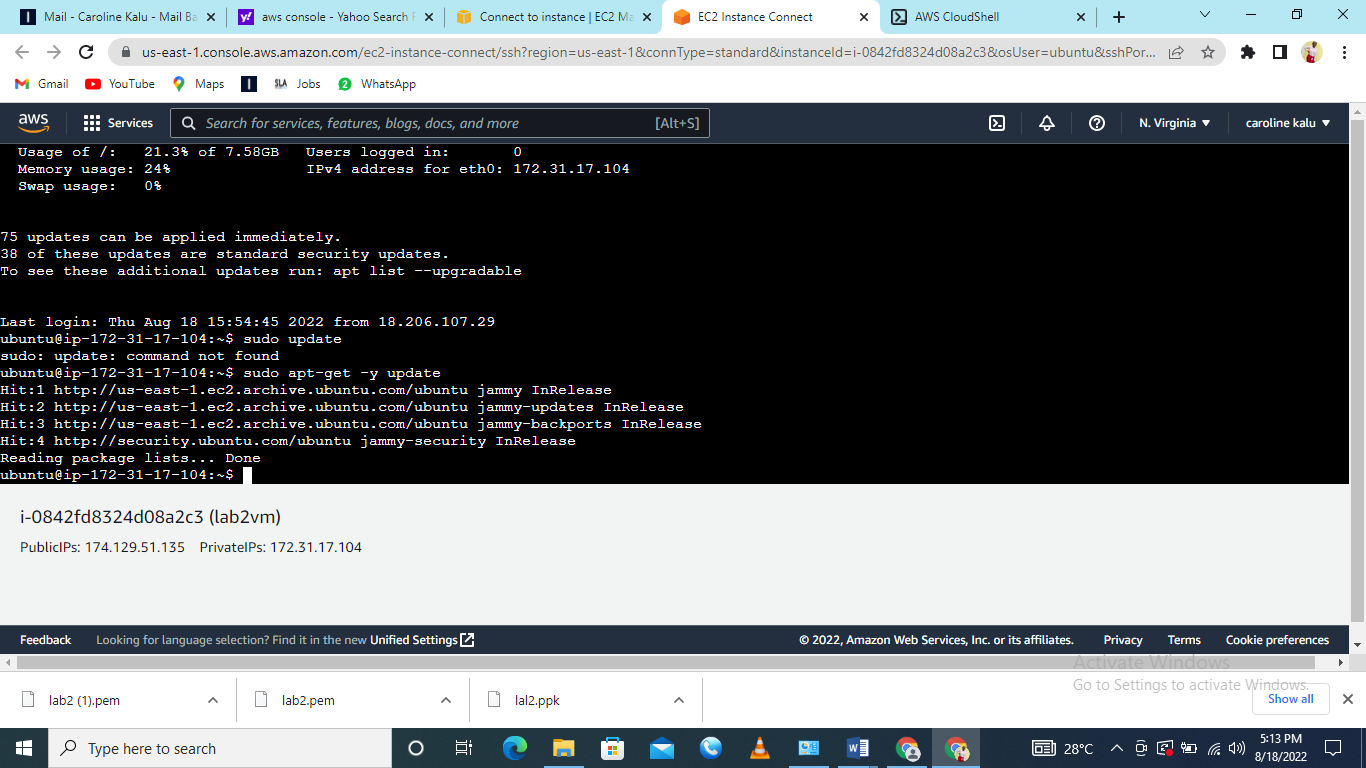 Mail - Caroline Kalu - Mail Ba
aws console - Yahoo Search R
Connect to instance | EC2 Ma
EC2 Instance Connect
AWS CloudShell
us-east-1.console.aws.amazon.com/ec2-instance-connect/ssh?region=us-east-1&connType=standard&instanceId=i-0842fd8324d08a2c3&osUser=ubuntu&sshPor...
Gmail
YouTube
Maps
SLA Jobs
2 WhatsApp
aws
Services
Search for services, features, blogs, docs, and more
[Alt+S]
N. Virginia
caroline kalu
Usage of /: 21.3% of 7.58GB Users logged in: 0
Memory usage: 24% IPv4 address for eth0: 172.31.17.104
Swap usage: 0%
75 updates can be applied immediately.
38 of these updates are standard security updates.
To see these additional updates run: apt list --upgradable
Last login: Thu Aug 18 15:54:45 2022 from 18.206.107.29
ubuntu@ip-172-31-17-104:~$ sudo update
sudo: update: command not found
ubuntu@ip-172-31-17-104:~$ sudo apt-get -y update
Hit:1 http://us-east-1.ec2.archive.ubuntu.com/ubuntu jammy InRelease
Hit:2 http://us-east-1.ec2.archive.ubuntu.com/ubuntu jammy-updates InRelease
Hit:3 http://us-east-1.ec2.archive.ubuntu.com/ubuntu jammy-backports InRelease
Hit:4 http://security.ubuntu.com/ubuntu jammy-security InRelease
Reading package lists... Done
ubuntu@ip-172-31-17-104:~$
i-0842fd8324d08a2c3 (lab2vm)
PublicIPs: 174.129.51.135 PrivateIPs: 172.31.17.104
Feedback
Looking for language selection? Find it in the new Unified Settings
© 2022, Amazon Web Services, Inc. or its affiliates.
Privacy
Terms
Cookie preferences
Activate Windows
Go to Settings to activate Windows.
lab2 (1).pem
lab2.pem
lal2.ppk
Show all
Type here to search
28°C
5:13 PM
8/18/2022